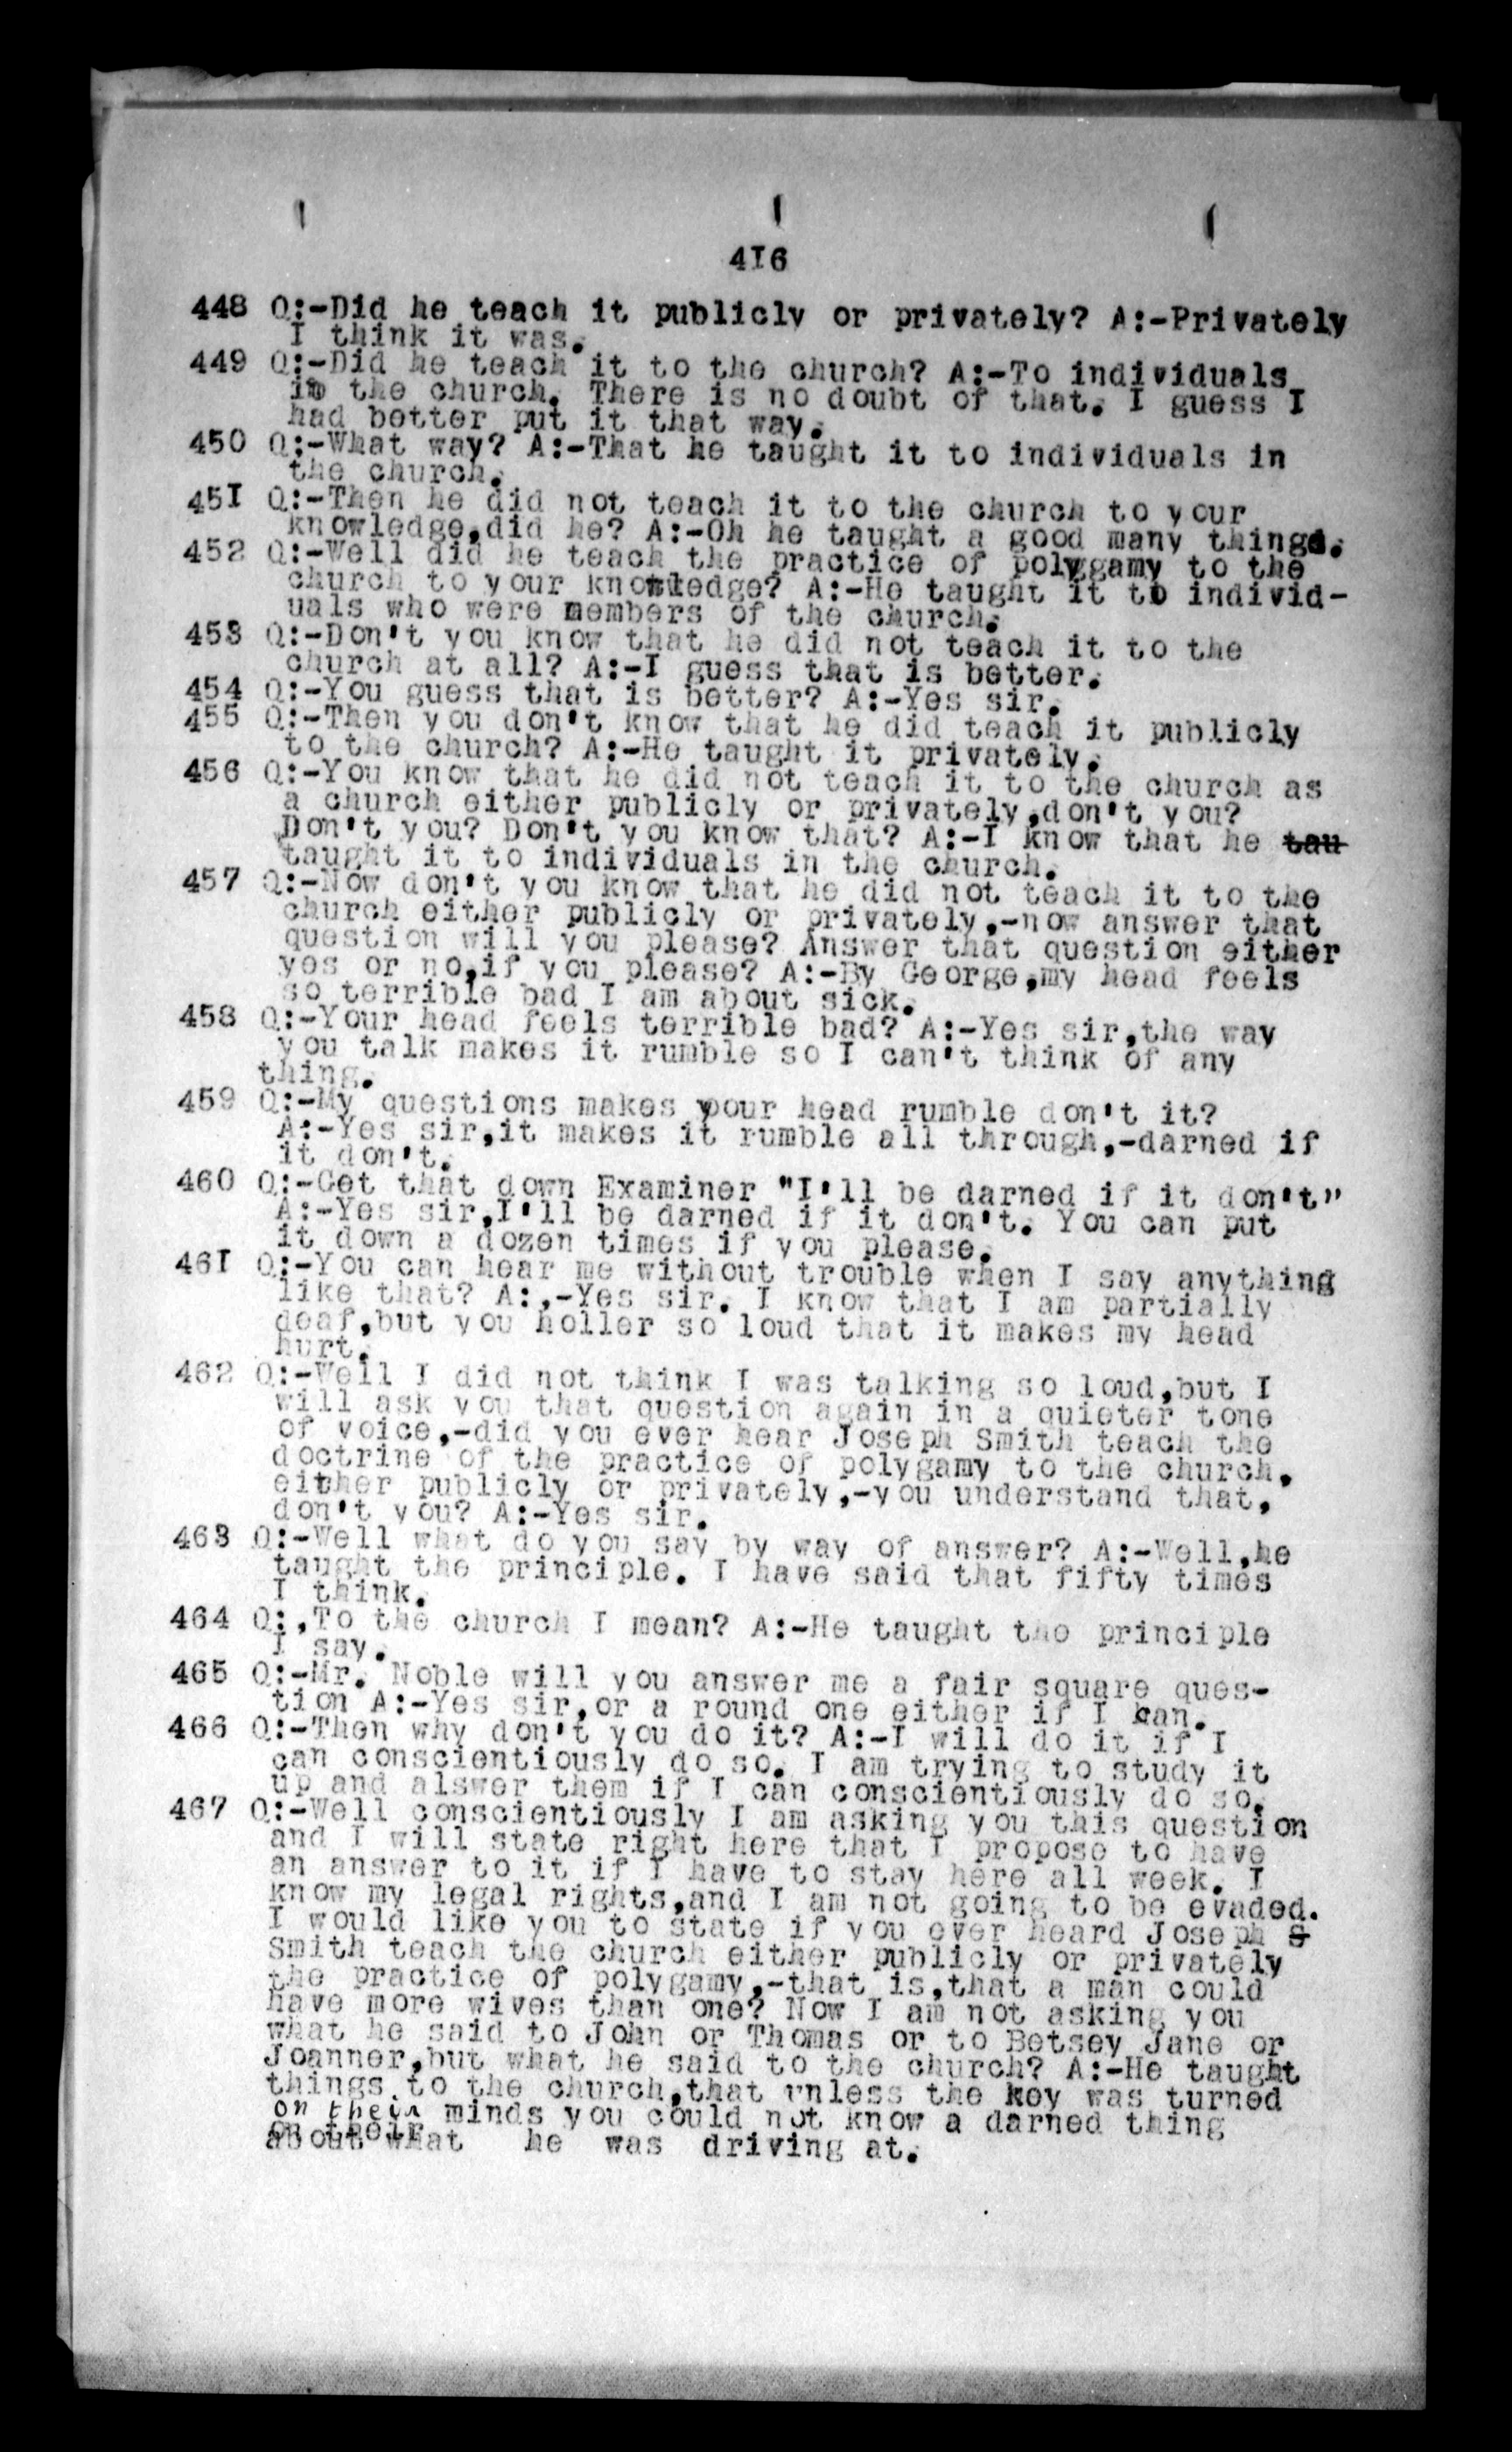 416
448 Q:-Did he teach it publicly or privately? A:-Privately
I think it was.
449 Q:-Did he teach it to the church? A:-To individuals
in the church. There is no doubt of that. I guess I
had better put it that way.
450 Q:-What way? A:-That he taught it to individuals in
the church.
451 Q:-Then he did not teach it to the church to your
knowledge,did he? A:-Oh he taught a good many things.
452 Q:-Well did he teach the practice of polygamy to the
church to your knowledge? A:-He taught it to individ-
uals who were members of the church.
453 Q:-Don't you know that he did not teach it to the
church at all? A:-I guess that is better.
454 Q:-You guess that is better? A:-Yes sir.
455 Q:-Then you don't know that he did teach it publicly
to the church? A:-He taught it privately.
456 Q:-You know that he did not teach it to the church as
a church either publicly or privately,don't you?
Don't you? Don't you know that? A:-I know that he tau
taught it to individuals in the church.
457 Q:-Now don't you know that he did not teach it to the
church either publicly or privately,-now answer that
question will you please? Answer that question either
yes or no,if you please? A:-By George,my head feels
so terrible bad I am about sick.
458 Q:-Your head feels terrible bad? A:-Yes sir,the way
you talk makes it rumble so I can't think of any
thing.
459 Q:-My questions makes your head rumble don't it?
A:-Yes sir,it makes it rumble all through,-darned if
it don't.
460 Q:-Get that down Examiner "I'll be darned if it don't"
A:-Yes sir,I'll be darned if it don't. You can put
it down a dozen times if you please.
461 Q:-You can hear me without trouble when I say anything
like that? A:,-Yes sir. I know that I am partially
deaf,but you holler so loud that it makes my head
hurt.
462 Q:-Well I did not think I was talking so loud,but I
will ask you that question again in a quieter tone
of voice,-did you ever hear Joseph Smith teach the
doctrine of the practice of polygamy to the church,
either publicly or privately,-you understand that,
don't you? A:-Yes sir.
463 Q:-Well what do you say by way of answer? A:-Well,he
taught the principle. I have said that fifty times
I think.
464 Q:,To the church I mean? A:-He taught the principle
I say.
465 Q:-Mr. Noble will you answer me a fair square ques-
tion A:-Yes sir,or a round one either if I can.
466 Q:-Then why don't you do it? A:-I will do it if I
can conscientiously do so. I am trying to study it
up and alswer them if I can conscientiously do so.
467 Q:-Well conscientiously I am asking you this question
and I will state right here that I propose to have
an answer to it if I have to stay here all week. I
know my legal rights,and I am not going to be evaded.
I would like you to state if you ever heard Joseph S
Smith teach the church either publicly or privately
the practice of polygamy,-that is,that a man could
have more wives than one? Now I am not asking you
what he said to John or Thomas or to Betsey Jane or
Joanner,but what he said to the church? A:-He taught
things to the church,that unless the key was turned
on their minds you could not know a darned thing
on their
about what he was driving at.